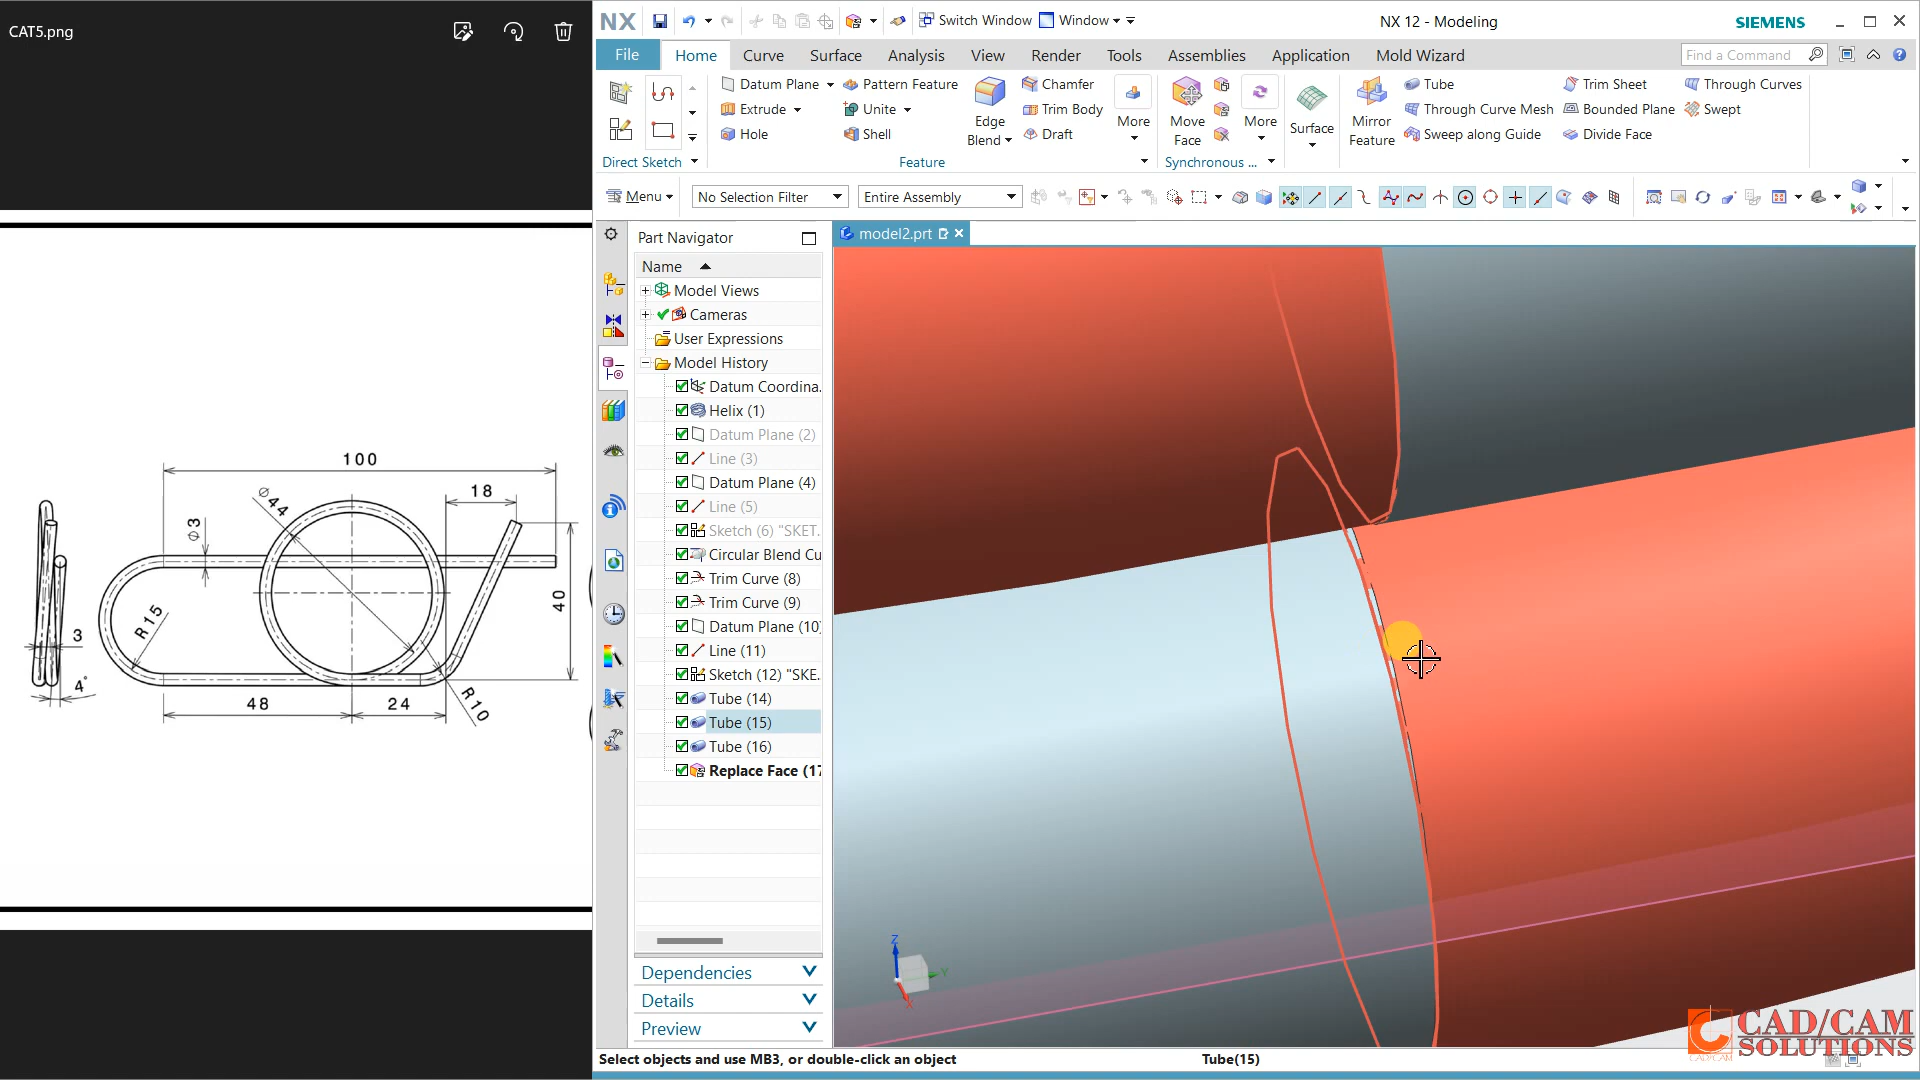 CAT5.png
100
18
Ø44
Ø3
R15
40
3
4°
48
24
R10
NX
Switch Window
Window
NX 12 - Modeling
SIEMENS
File
Home
Curve
Surface
Analysis
View
Render
Tools
Assemblies
Application
Mold Wizard
Find a Command
Datum Plane
Pattern Feature
Chamfer
Extrude
Unite
Trim Body
Hole
Shell
Draft
Edge
Blend
More
Move
Face
More
Surface
Mirror
Feature
Tube
Trim Sheet
Through Curves
Through Curve Mesh
Bounded Plane
Swept
Sweep along Guide
Divide Face
Direct Sketch
Feature
Synchronous ...
Menu
No Selection Filter
Entire Assembly
Part Navigator
model2.prt
Name
Model Views
Cameras
User Expressions
Model History
Datum Coordina.
Helix (1)
Datum Plane (2)
Line (3)
Datum Plane (4)
Line (5)
Sketch (6) "SKET.
Circular Blend Cu
Trim Curve (8)
Trim Curve (9)
Datum Plane (10)
Line (11)
Sketch (12) "SKE.
Tube (14)
Tube (15)
Tube (16)
Replace Face (17
Dependencies
Details
Preview
Z
Y
X
Select objects and use MB3, or double-click an object
Tube(15)
CAD/CAM
SOLUTIONS